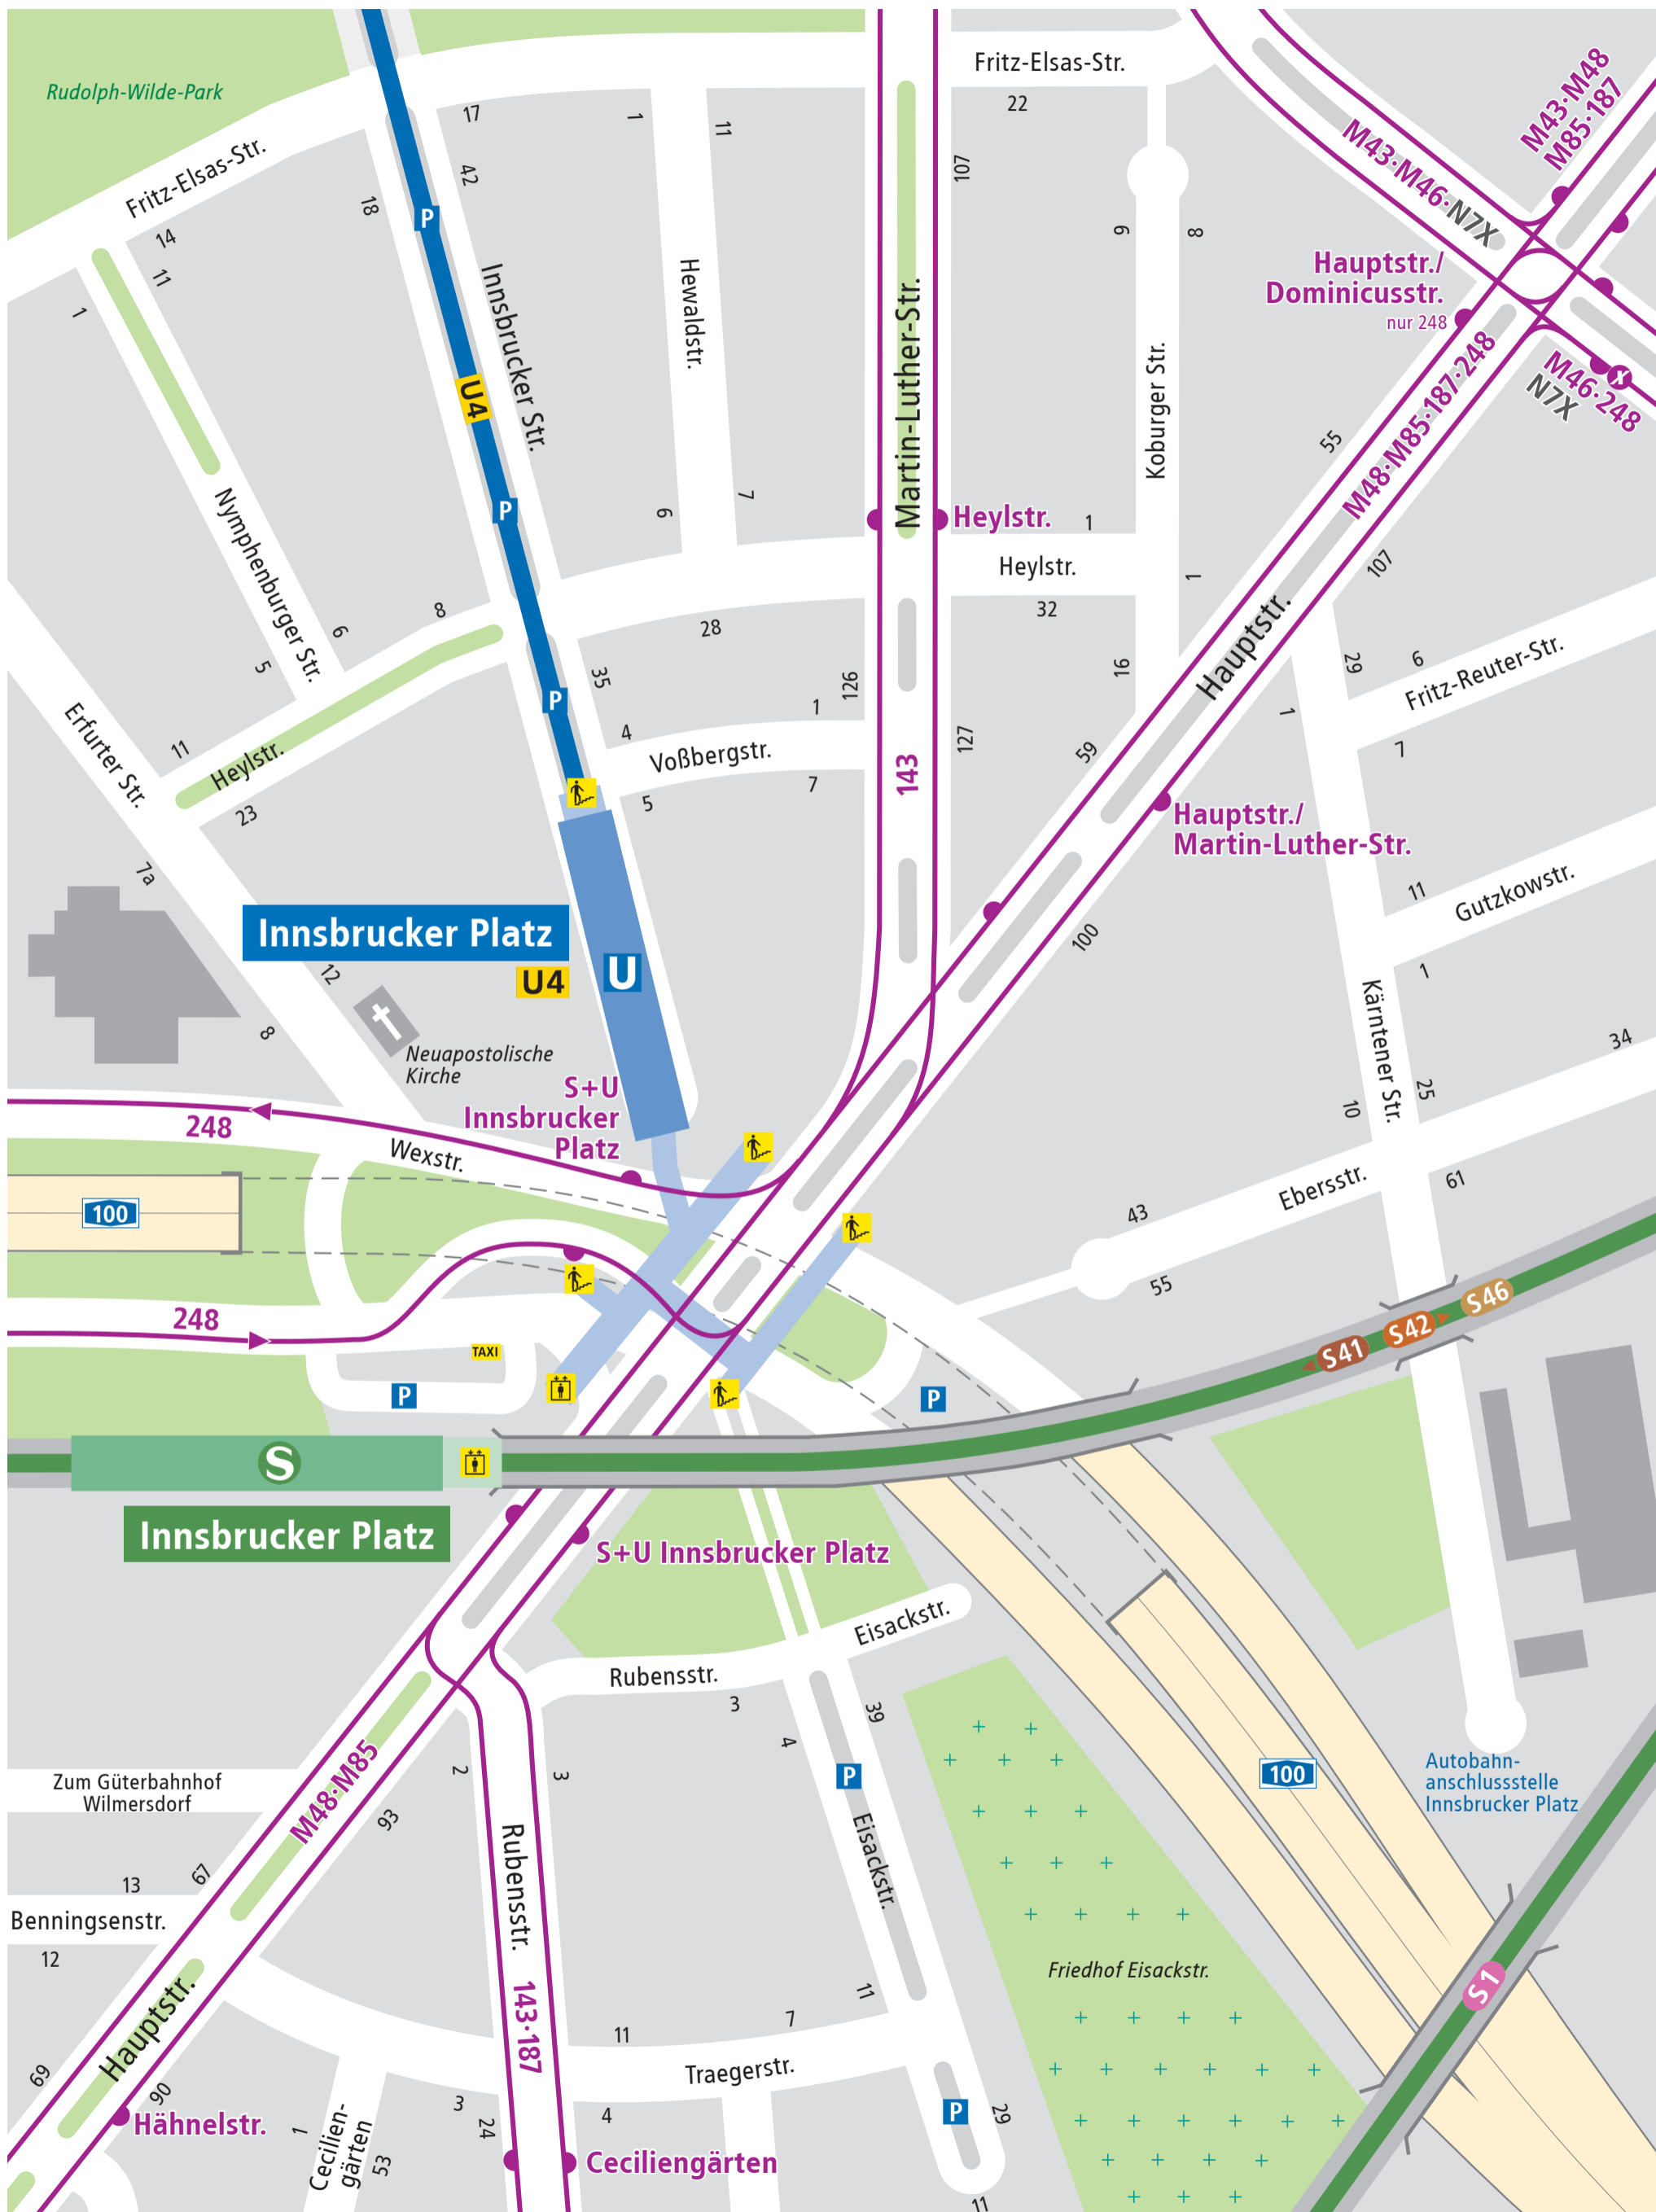 Rudolph-Wilde-Park
Fritz-Elsas-Str.
Fritz-Elsas-Str.
22
17
42
18
14
11
1
1
11
107
9
8
M43·M48
M85·187
M43·M46·N7X
Hauptstr./
Dominicusstr.
nur 248
M46·248
N7X
X
M48·M85·187·248
P
U4
Innsbrucker Str.
Hewaldstr.
Martin-Luther-Str.
Koburger Str.
55
107
P
6
7
Heylstr.
1
Heylstr.
32
1
28
Nymphenburger Str.
8
6
5
P
35
126
1
4
Voßbergstr.
7
5
127
143
16
59
Hauptstr.
29
6
Fritz-Reuter-Str.
1
7
Erfurter Str.
11
Heylstr.
23
7a
Hauptstr./
Martin-Luther-Str.
11
Gutzkowstr.
1
100
Innsbrucker Platz
U4
U
12
8
Neuapostolische
Kirche
Kärntener Str.
34
25
10
S+U
Innsbrucker
Platz
248
Wexstr.
100
Ebersstr.
61
43
55
248
TAXI
P
P
S41
S42
S46
S
Innsbrucker Platz
S+U Innsbrucker Platz
Eisackstr.
Rubensstr.
3
39
4
P
Eisackstr.
2
3
Zum Güterbahnhof
Wilmersdorf
M48·M85
93
67
13
Benningsenstr.
12
Rubensstr.
143·187
100
Autobahn-
anschlussstelle
Innsbrucker Platz
S1
Friedhof Eisackstr.
11
7
11
Traegerstr.
Hauptstr.
69
90
Hähnelstr.
1
Cecilien-
gärten
53
3
24
4
Ceciliengärten
P
29
11